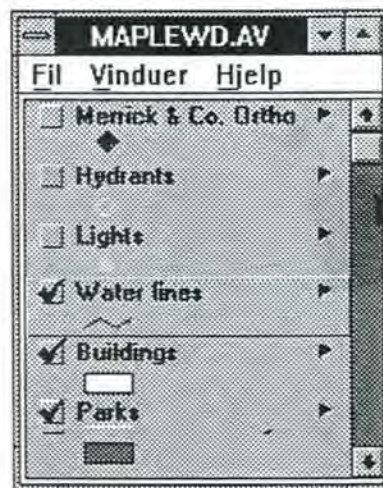 MAPLEWD.AV
Fil Vinduer Hjelp
Merrick & Co. Ortho
Hydrants
Lights
Water lines
Buildings
Parks